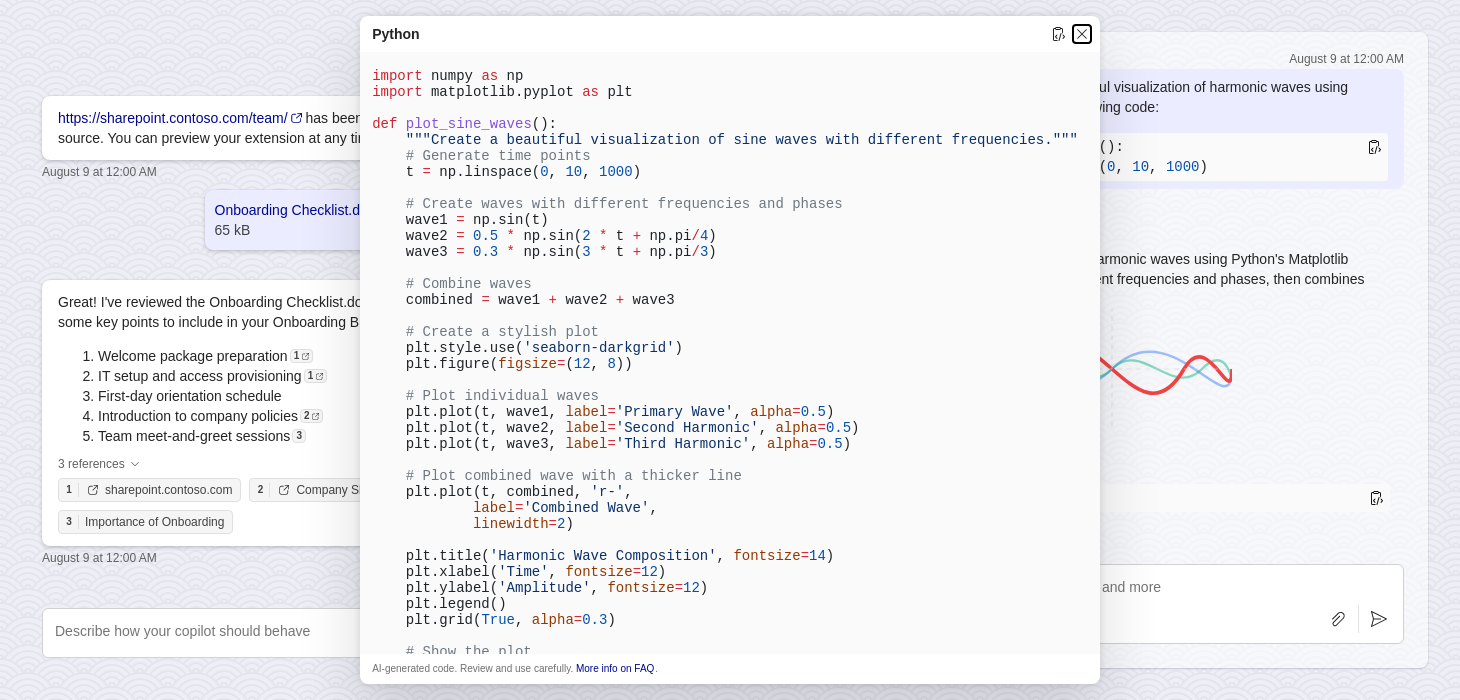 https://sharepoint.contoso.com/team/ has been
source. You can preview your extension at any
August 9 at 12:00 AM
Onboarding
65 kB
Great! I've reviewed the Onboarding
some key points to include in your Onboarding
1. Welcome package preparation 1
2. IT setup and access provisioning 1
3. First-day orientation schedule
4. Introduction to company policies 2
5. Team meet-and-greet sessions 3
3 references
1 sharepoint.contoso.com 2 Company
3 Importance of Onboarding
August 9 at 12:00 AM
Describe how your copilot should behave
Python
import numpy as np
import matplotlib.pyplot as plt
def plot_sine_waves():
    """Create a beautiful visualization of sine waves with different frequencies."""
    # Generate time points
    t = np.linspace(0, 10, 1000)
    # Create waves with different frequencies and phases
    wave1 = np.sin(t)
    wave2 = 0.5 * np.sin(2 * t + np.pi/4)
    wave3 = 0.3 * np.sin(3 * t + np.pi/3)
    # Combine waves
    combined = wave1 + wave2 + wave3
    # Create a stylish plot
    plt.style.use('seaborn-darkgrid')
    plt.figure(figsize=(12, 8))
    # Plot individual waves
    plt.plot(t, wave1, label='Primary Wave', alpha=0.5)
    plt.plot(t, wave2, label='Second Harmonic', alpha=0.5)
    plt.plot(t, wave3, label='Third Harmonic', alpha=0.5)
    # Plot combined wave with a thicker line
    plt.plot(t, combined, 'r-',
            label='Combined Wave',
            linewidth=2)
    plt.title('Harmonic Wave Composition', fontsize=14)
    plt.xlabel('Time', fontsize=12)
    plt.ylabel('Amplitude', fontsize=12)
    plt.legend()
    plt.grid(True, alpha=0.3)
    # Show the plot
AI-generated code. Review and use carefully. More info on FAQ.
August 9 at 12:00 AM
visualization of harmonic waves using
code:
():
(0, 10, 1000)
waves using Python's Matplotlib
frequencies and phases, then combines
and more